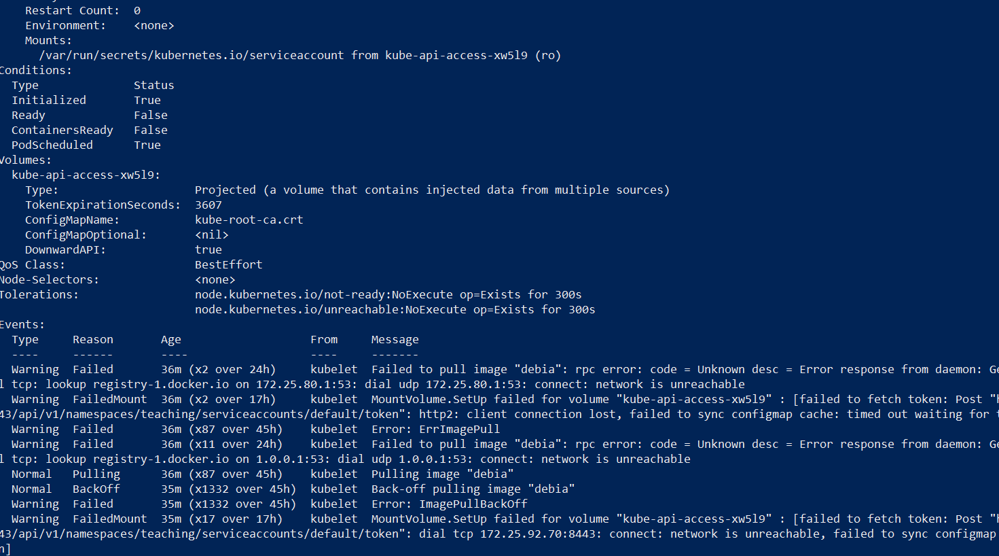 Restart Count:  0
Environment:    <none>
Mounts:
/var/run/secrets/kubernetes.io/serviceaccount from kube-api-access-xw5l9 (ro)
Conditions:
Type              Status
Initialized       True
Ready             False
ContainersReady   False
PodScheduled      True
Volumes:
kube-api-access-xw5l9:
Type:                    Projected (a volume that contains injected data from multiple sources)
TokenExpirationSeconds:  3607
ConfigMapName:           kube-root-ca.crt
ConfigMapOptional:       <nil>
DownwardAPI:             true
QoS Class:                   BestEffort
Node-Selectors:              <none>
Tolerations:                 node.kubernetes.io/not-ready:NoExecute op=Exists for 300s
node.kubernetes.io/unreachable:NoExecute op=Exists for 300s
Events:
Type     Reason       Age                   From     Message
----     ------       ----                  ----     -------
Warning  Failed       36m (x2 over 24h)     kubelet  Failed to pull image "debia": rpc error: code = Unknown desc = Error response from daemon: Ge
l tcp: lookup registry-1.docker.io on 172.25.80.1:53: dial udp 172.25.80.1:53: connect: network is unreachable
Warning  FailedMount  36m (x2 over 17h)     kubelet  MountVolume.SetUp failed for volume "kube-api-access-xw5l9" : [failed to fetch token: Post "h
43/api/v1/namespaces/teaching/serviceaccounts/default/token": http2: client connection lost, failed to sync configmap cache: timed out waiting for t
Warning  Failed       36m (x87 over 45h)    kubelet  Error: ErrImagePull
Warning  Failed       36m (x11 over 24h)    kubelet  Failed to pull image "debia": rpc error: code = Unknown desc = Error response from daemon: Ge
l tcp: lookup registry-1.docker.io on 1.0.0.1:53: dial udp 1.0.0.1:53: connect: network is unreachable
Normal   Pulling      36m (x87 over 45h)    kubelet  Pulling image "debia"
Normal   BackOff      35m (x1332 over 45h)  kubelet  Back-off pulling image "debia"
Warning  Failed       35m (x1332 over 45h)  kubelet  Error: ImagePullBackOff
Warning  FailedMount  35m (x17 over 17h)    kubelet  MountVolume.SetUp failed for volume "kube-api-access-xw5l9" : [failed to fetch token: Post "h
43/api/v1/namespaces/teaching/serviceaccounts/default/token": dial tcp 172.25.92.70:8443: connect: network is unreachable, failed to sync configmap
n]